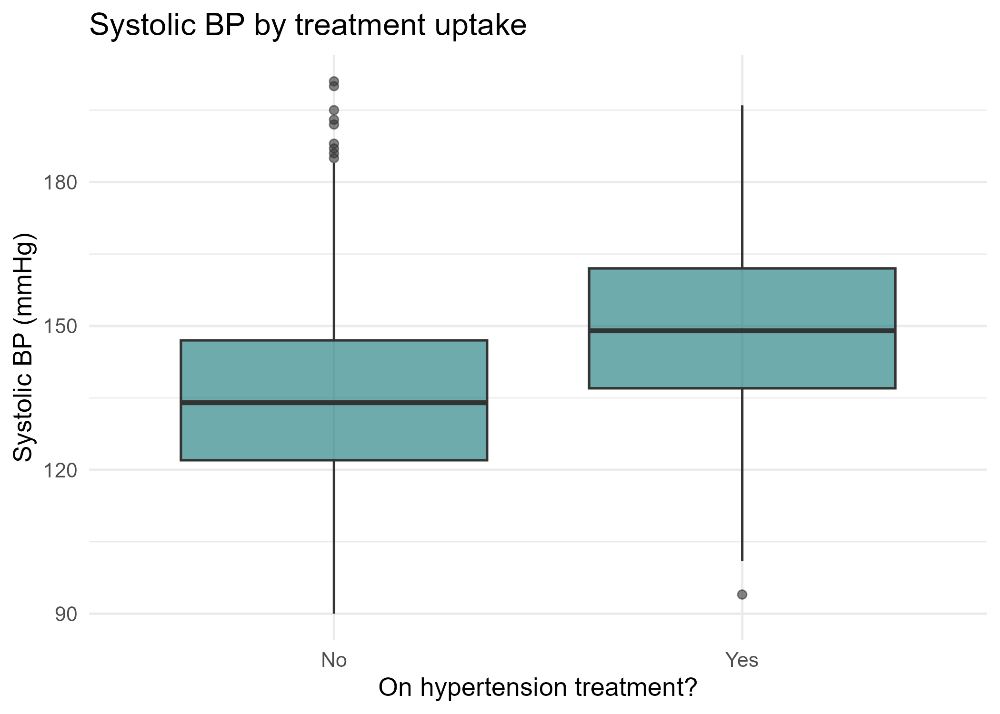 Systolic BP by treatment uptake
Systolic BP (mmHg)
180
150
120
90
No
Yes
On hypertension treatment?